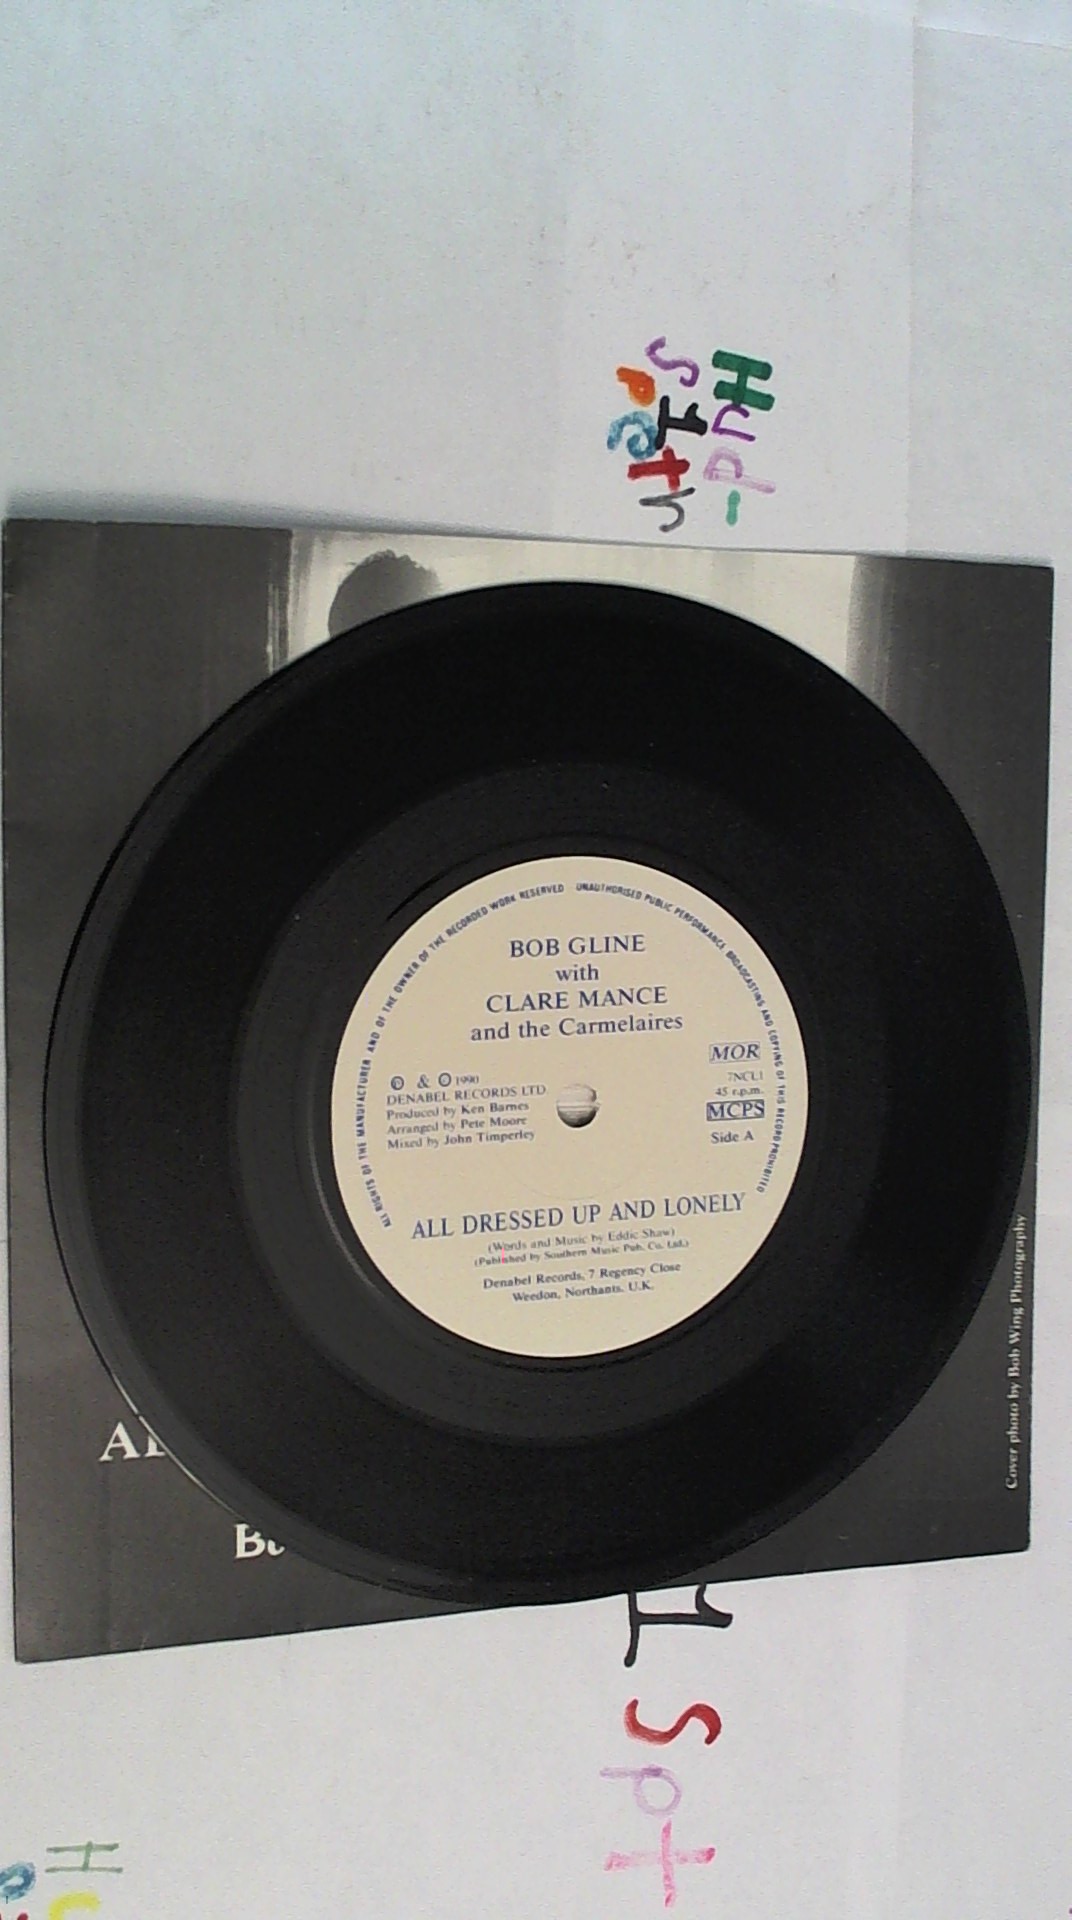 BOB GLINE
with
CLARE MANCE
and the Carmelaires
ALL RIGHTS OF THE MANUFACTURER AND OF THE OWNER OF THE RECORDED WORK RESERVED UNAUTHORISED PUBLIC PERFORMANCE BROADCASTING AND COPYING OF THIS RECORD PROHIBITED
℗ & © 1990
DENABEL RECORDS LTD
Produced by Ken Barnes
Arranged by Pete Moore
Mixed by John Timperley
MOR
7NCL1
45 r.p.m.
MCPS
Side A
ALL DRESSED UP AND LONELY
(Words and Music by Eddie Shaw)
(Published by Southern Music Pub. Co. Ltd.)
Denabel Records, 7 Regency Close
Weedon, Northants. U.K.
Cover photo by Bob Wing Photography